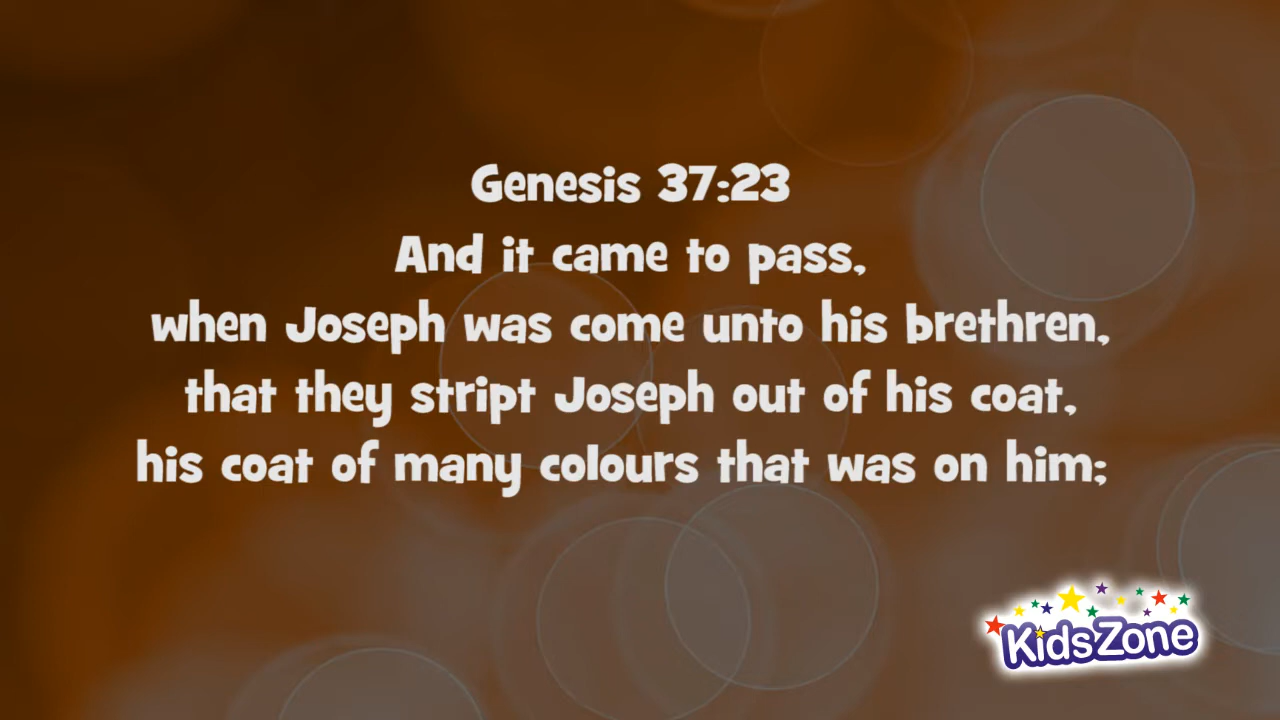 Genesis 37:23
And it came to pass,
when Joseph was come unto his brethren,
that they stript Joseph out of his coat,
his coat of many colours that was on him;
KidsZone